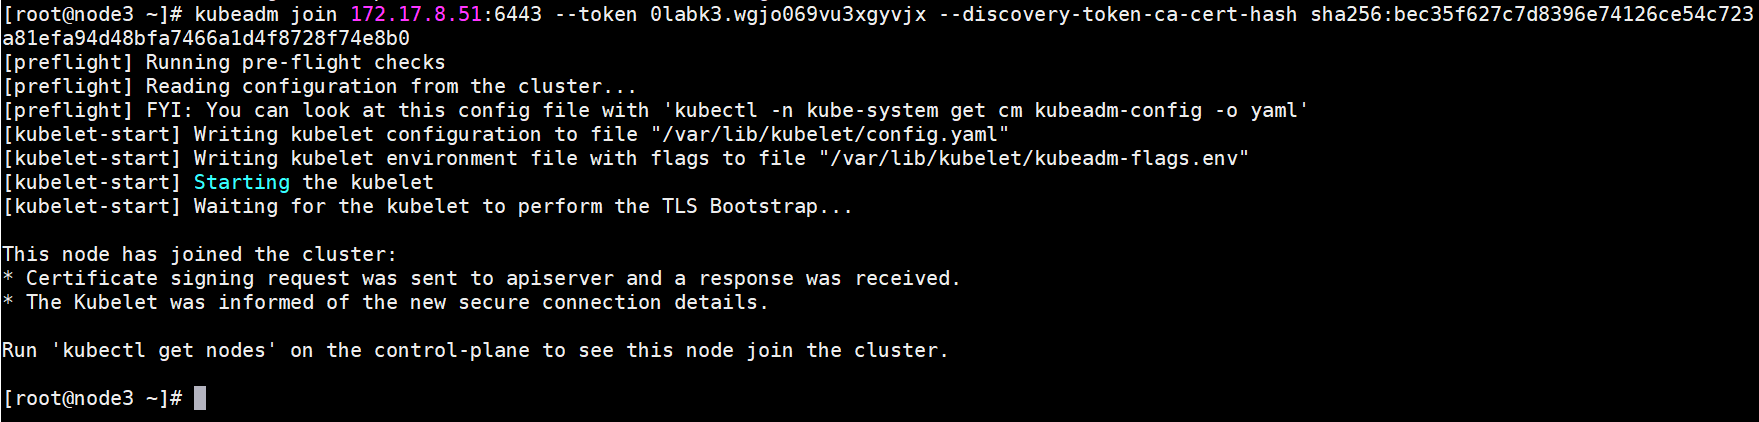 [root@node3 ~]# kubeadm join 172.17.8.51:6443 --token 0labk3.wgjo069vu3xgyvjx --discovery-token-ca-cert-hash sha256:bec35f627c7d8396e74126ce54c723
a81efa94d48bfa7466a1d4f8728f74e8b0
[preflight] Running pre-flight checks
[preflight] Reading configuration from the cluster...
[preflight] FYI: You can look at this config file with 'kubectl -n kube-system get cm kubeadm-config -o yaml'
[kubelet-start] Writing kubelet configuration to file "/var/lib/kubelet/config.yaml"
[kubelet-start] Writing kubelet environment file with flags to file "/var/lib/kubelet/kubeadm-flags.env"
[kubelet-start] Starting the kubelet
[kubelet-start] Waiting for the kubelet to perform the TLS Bootstrap...
This node has joined the cluster:
* Certificate signing request was sent to apiserver and a response was received.
* The Kubelet was informed of the new secure connection details.
Run 'kubectl get nodes' on the control-plane to see this node join the cluster.
[root@node3 ~]#